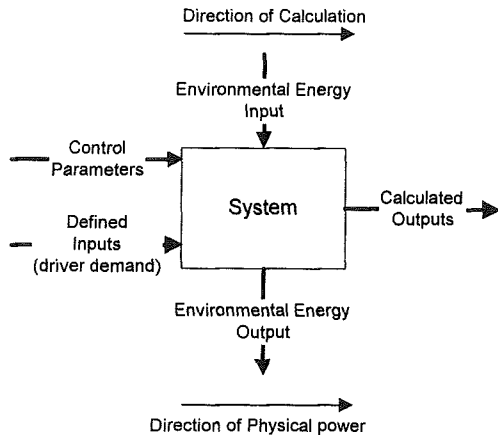 Direction of Calculation
Environmental Energy
Input
Control
Parameters
System
Calculated
Outputs
Defined
Inputs
(driver demand)
Environmental Energy
Output
Direction of Physical power